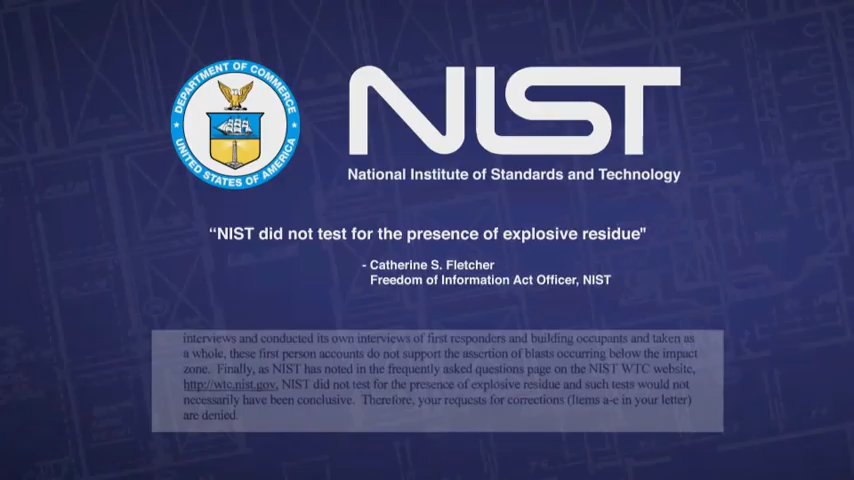 DEPARTMENT OF COMMERCE
UNITED STATES OF AMERICA
NIST
National Institute of Standards and Technology
“NIST did not test for the presence of explosive residue"
- Catherine S. Fletcher
Freedom of Information Act Officer, NIST
interviews and conducted its own interviews of first responders and building occupants and taken as
a whole, these first person accounts do not support the assertion of blasts occurring below the impact
zone. Finally, as NIST has noted in the frequently asked questions page on the NIST WTC website,
http://wtc.nist.gov, NIST did not test for the presence of explosive residue and such tests would not
necessarily have been conclusive. Therefore, your requests for corrections (Items a-e in your letter)
are denied.